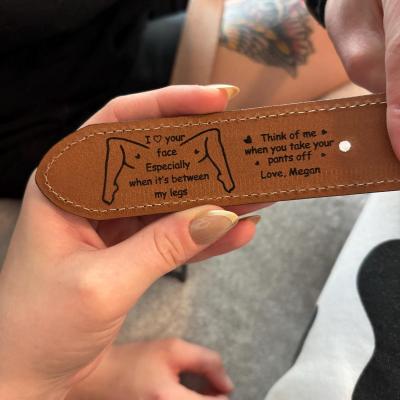 I ♡ your
face
Especially
when it's between
my legs
Think of me
when you take your
pants off
Love, Megan